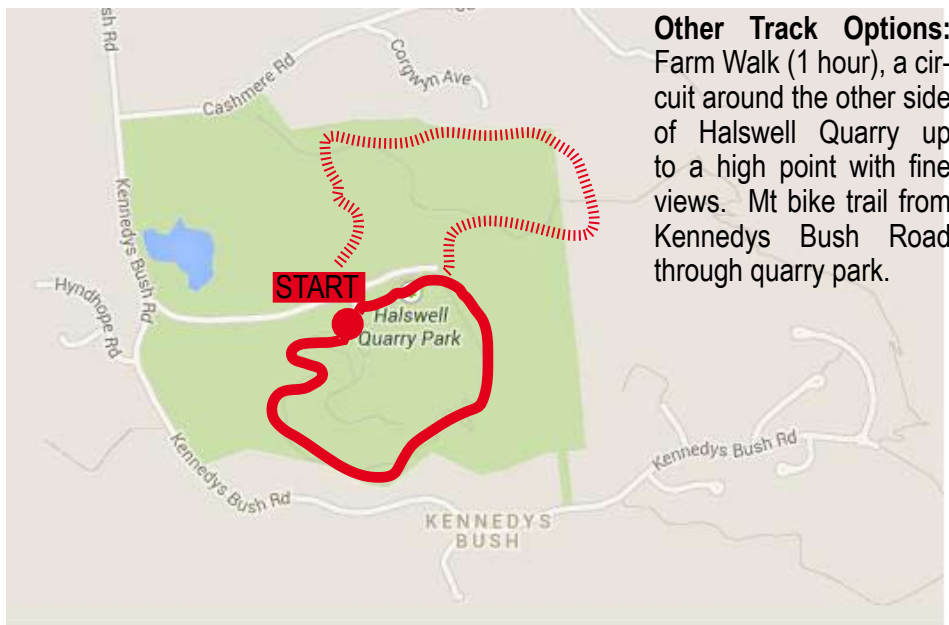 Other Track Options:
Farm Walk (1 hour), a cir-
cuit around the other side
of Halswell Quarry up
to a high point with fine
views. Mt bike trail from
Kennedys Bush Road
through quarry park.
sh Rd
Corgwyn Ave
Cashmere Rd
Kennedys Bush Rd
Hyndhope Rd
START
Halswell
Quarry Park
Kennedys Bush Rd
Kennedys Bush Rd
KENNEDYS
BUSH